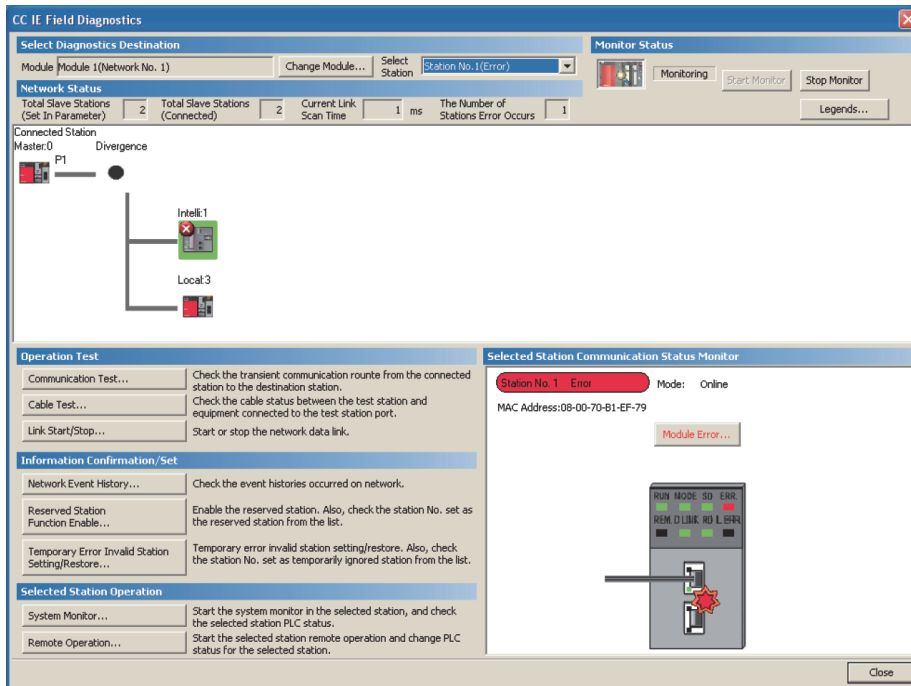 CC IE Field Diagnostics
Select Diagnostics Destination
Module Module 1(Network No. 1) Change Module... Select Station Station No.1(Error)
Monitor Status
Monitoring Start Monitor Stop Monitor
Legends...
Network Status
Total Slave Stations (Set In Parameter) 2 Total Slave Stations (Connected) 2 Current Link Scan Time 1 ms The Number of Stations Error Occurs 1
Connected Station
Master:0 Divergence
P1
Intelli:1
Local:3
Operation Test
Communication Test... Check the transient communication rounte from the connected
station to the destination station.
Cable Test... Check the cable status between the test station and
equipment connected to the test station port.
Link Start/Stop... Start or stop the network data link.
Information Confirmation/Set
Network Event History... Check the event histories occurred on network.
Reserved Station Function Enable... Enable the reserved station. Also, check the station No. set as
the reserved station from the list.
Temporary Error Invalid Station Setting/Restore... Temporary error invalid station setting/restore. Also, check
the station No. set as temporarily ignored station from the list.
Selected Station Operation
System Monitor... Start the system monitor in the selected station, and check
the selected station PLC status.
Remote Operation... Start the selected station remote operation and change PLC
status for the selected station.
Selected Station Communication Status Monitor
Station No. 1 Error Mode: Online
MAC Address:08-00-70-B1-EF-79
Module Error...
RUN MODE SD ERR.
REM. D LINK RD L ERR
Close